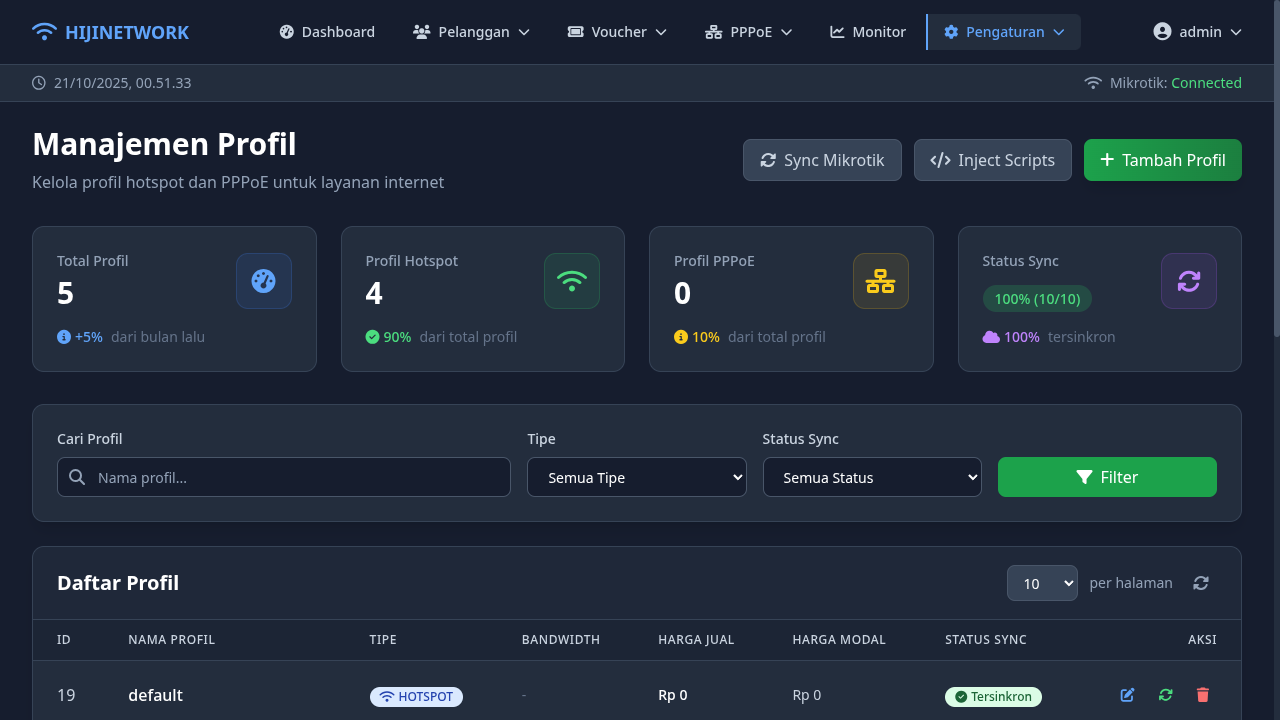 HIJINETWORK Dashboard Pelanggan Voucher PPPoE Monitor Pengaturan admin
21/10/2025, 00.51.33 Mikrotik: Connected
Manajemen Profil
Kelola profil hotspot dan PPPoE untuk layanan internet
Sync Mikrotik Inject Scripts Tambah Profil
Total Profil
5
+5% dari bulan lalu
Profil Hotspot
4
90% dari total profil
Profil PPPoE
0
10% dari total profil
Status Sync
100% (10/10)
100% tersinkron
Cari Profil
Nama profil...
Tipe
Semua Tipe
Status Sync
Semua Status
Filter
Daftar Profil 10 per halaman
ID NAMA PROFIL TIPE BANDWIDTH HARGA JUAL HARGA MODAL STATUS SYNC AKSI
19 default HOTSPOT - Rp 0 Rp 0 Tersinkron